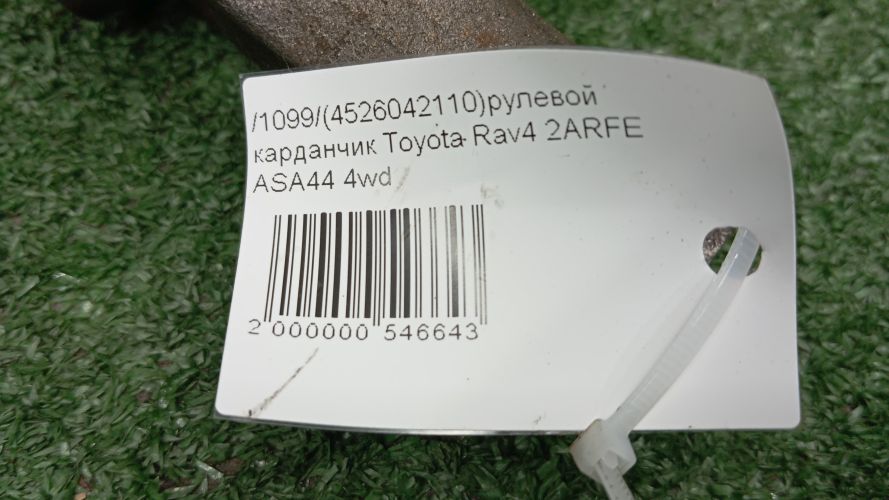 /1099/(4526042110)рулевой
карданчик Toyota Rav4 2ARFE
ASA44 4wd
2 000000 546643